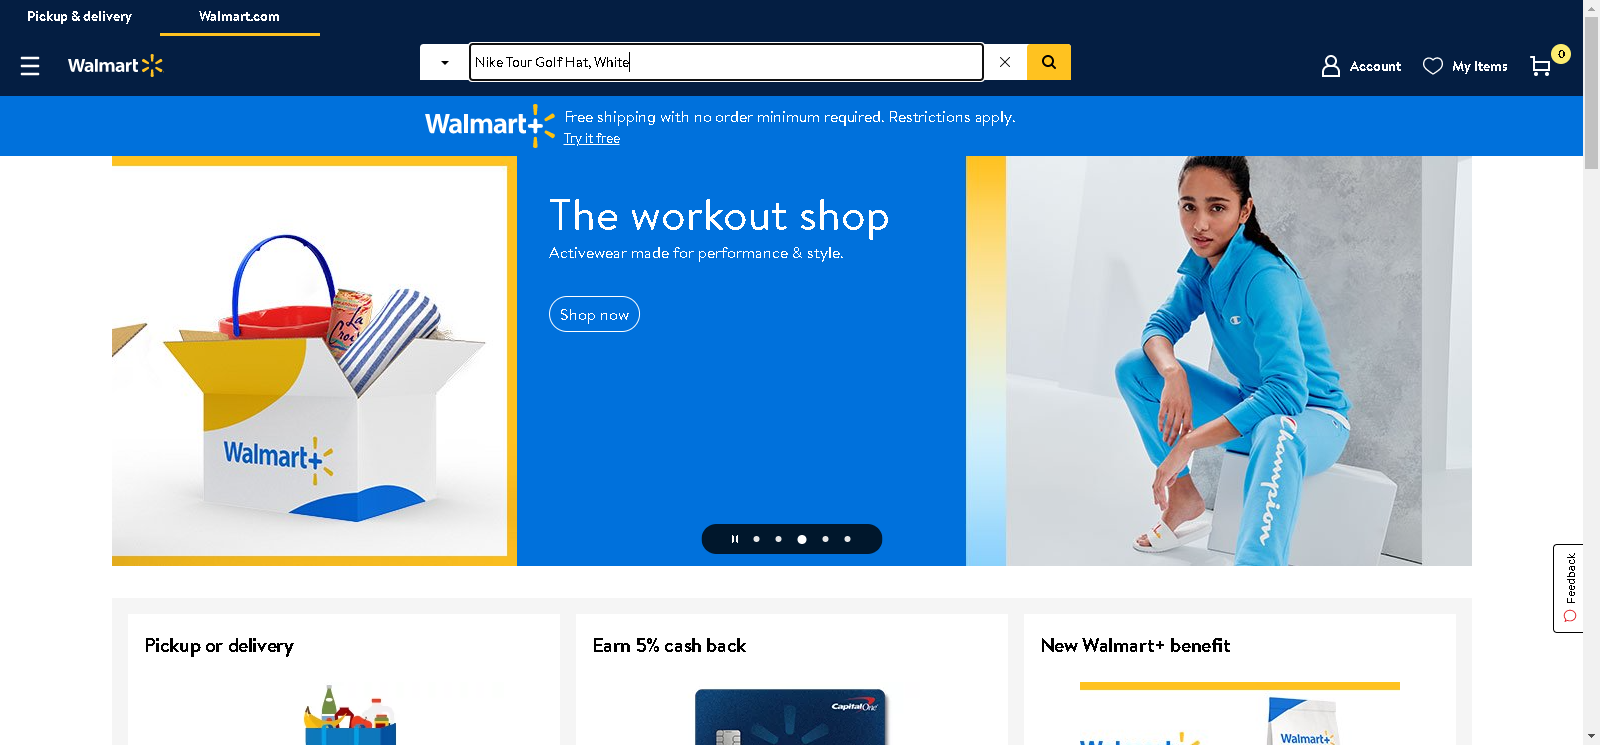 Pickup & delivery
Walmart.com
Walmart
Nike Tour Golf Hat, White
Account
My Items
0
Walmart+
Free shipping with no order minimum required. Restrictions apply.
Try it free
The workout shop
Activewear made for performance & style.
Shop now
La
Walmart+
Champion
Feedback
Pickup or delivery
Earn 5% cash back
New Walmart+ benefit
Capital One
Walmart+